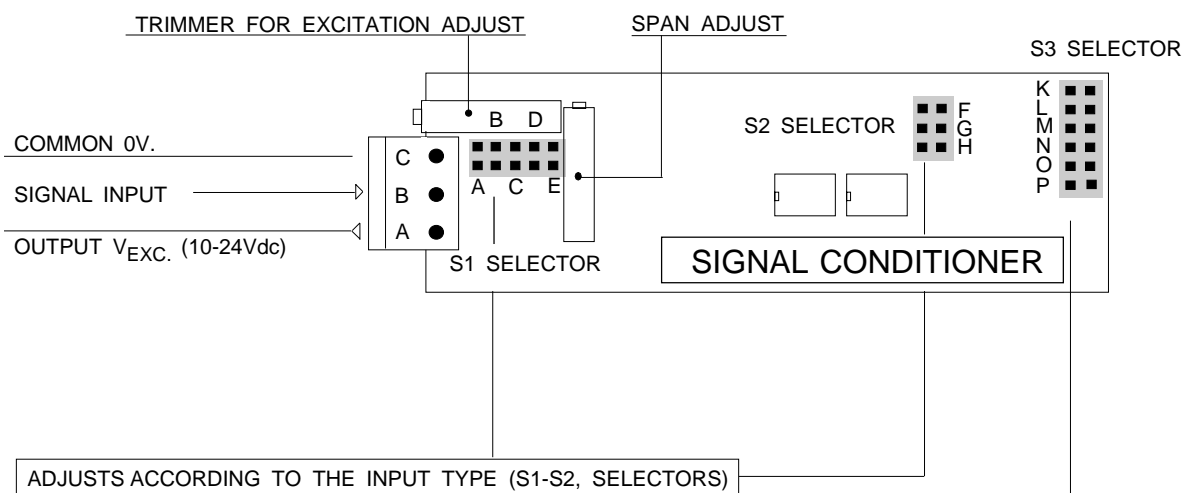 TRIMMER FOR EXCITATION ADJUST
SPAN ADJUST
S3 SELECTOR
K
L
M
N
O
P
B D
F
G
H
S2 SELECTOR
COMMON 0V.
C
SIGNAL INPUT
B
A C E
A
OUTPUT VEXC. (10-24Vdc)
S1 SELECTOR
SIGNAL CONDITIONER
ADJUSTS ACCORDING TO THE INPUT TYPE (S1-S2, SELECTORS)